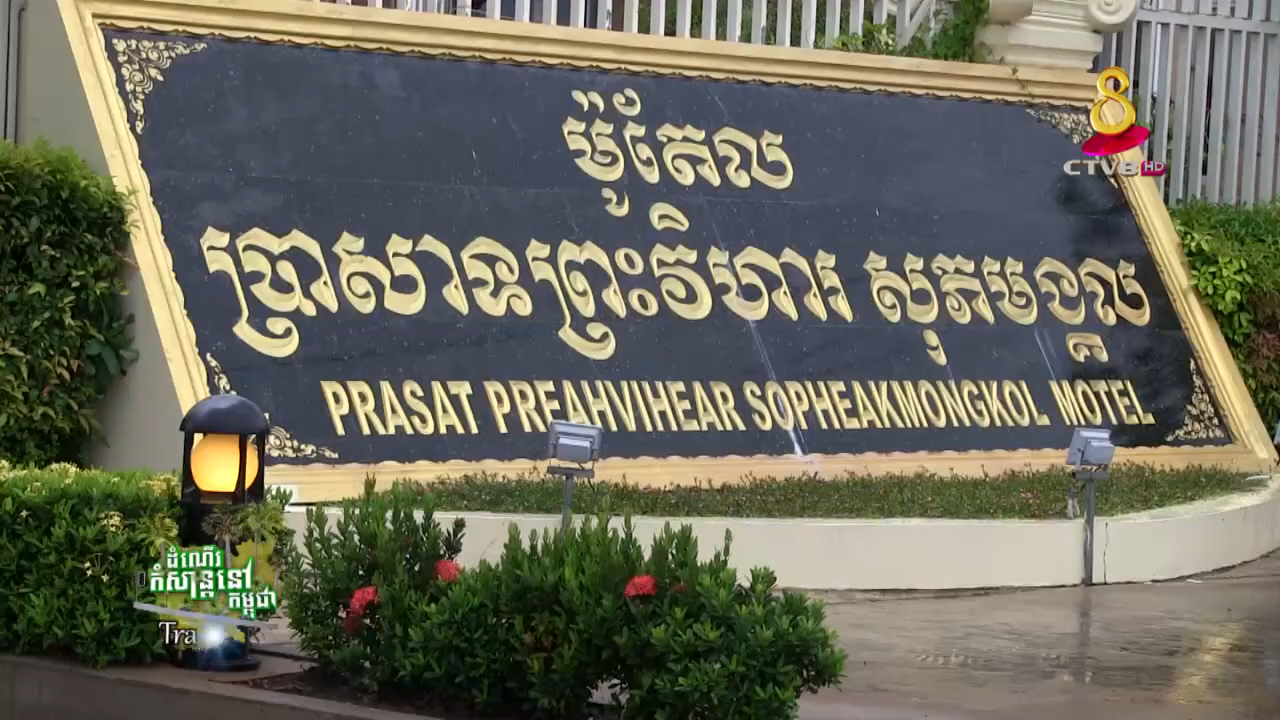 ម៉ូតែល
ប្រាសាទព្រះវិហារ សុភមង្គល
PRASAT PREAHVIHEAR SOPHEAKMONGKOL MOTEL
8
CTV8 HD
ដំណើរ
កំសាន្តនៅ
កម្ពុជា
Tra